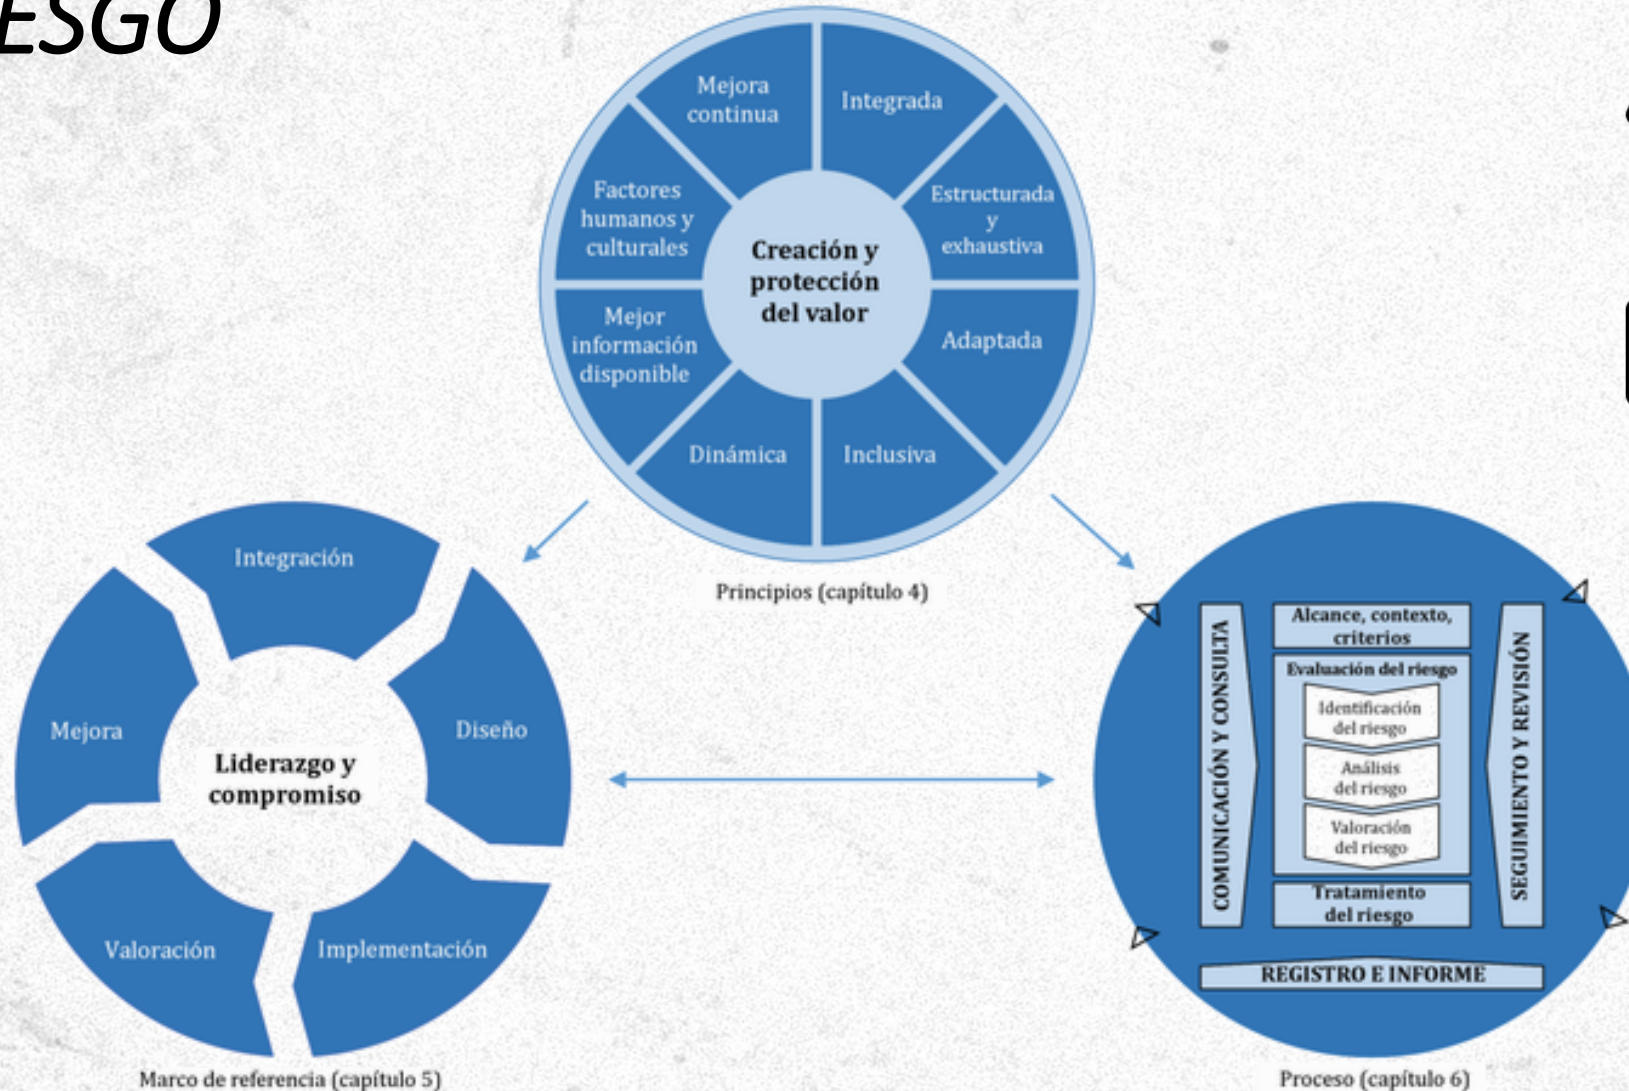 ESGO
Mejora
continua
Integrada
Factores
humanos y
culturales
Estructurada
y
exhaustiva
Creación y
protección
del valor
Mejor
información
disponible
Adaptada
Dinámica
Inclusiva
Principios (capítulo 4)
Integración
Mejora
Diseño
Liderazgo y
compromiso
Valoración
Implementación
Marco de referencia (capítulo 5)
COMUNICACIÓN Y CONSULTA
Alcance, contexto,
criterios
Evaluación del riesgo
Identificación
del riesgo
Análisis
del riesgo
Valoración
del riesgo
Tratamiento
del riesgo
SEGUIMIENTO Y REVISIÓN
REGISTRO E INFORME
Proceso (capítulo 6)